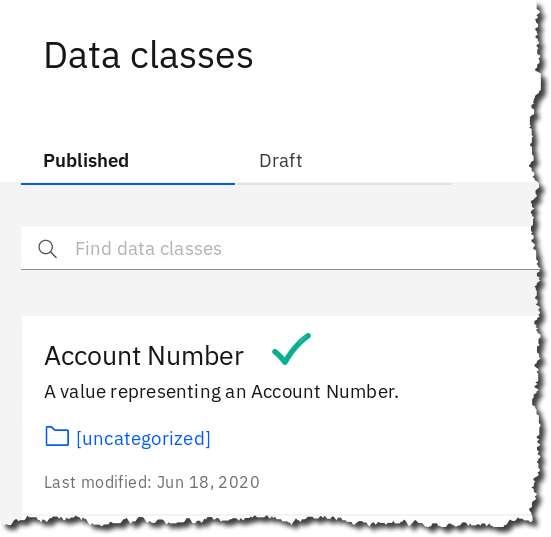 Data classes
Published Draft
Find data classes
Account Number
A value representing an Account Number.
[uncategorized]
Last modified: Jun 18, 2020